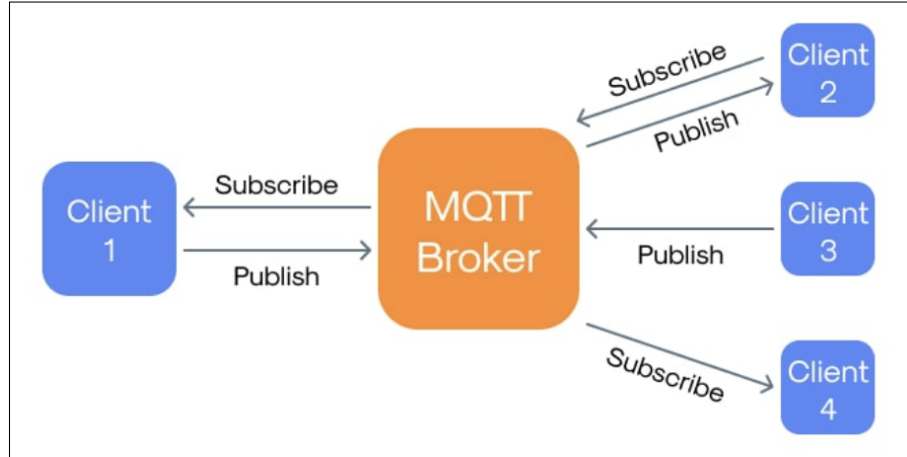 Client
1
Subscribe
Publish
MQTT
Broker
Subscribe
Publish
Client
2
Publish
Client
3
Subscribe
Client
4